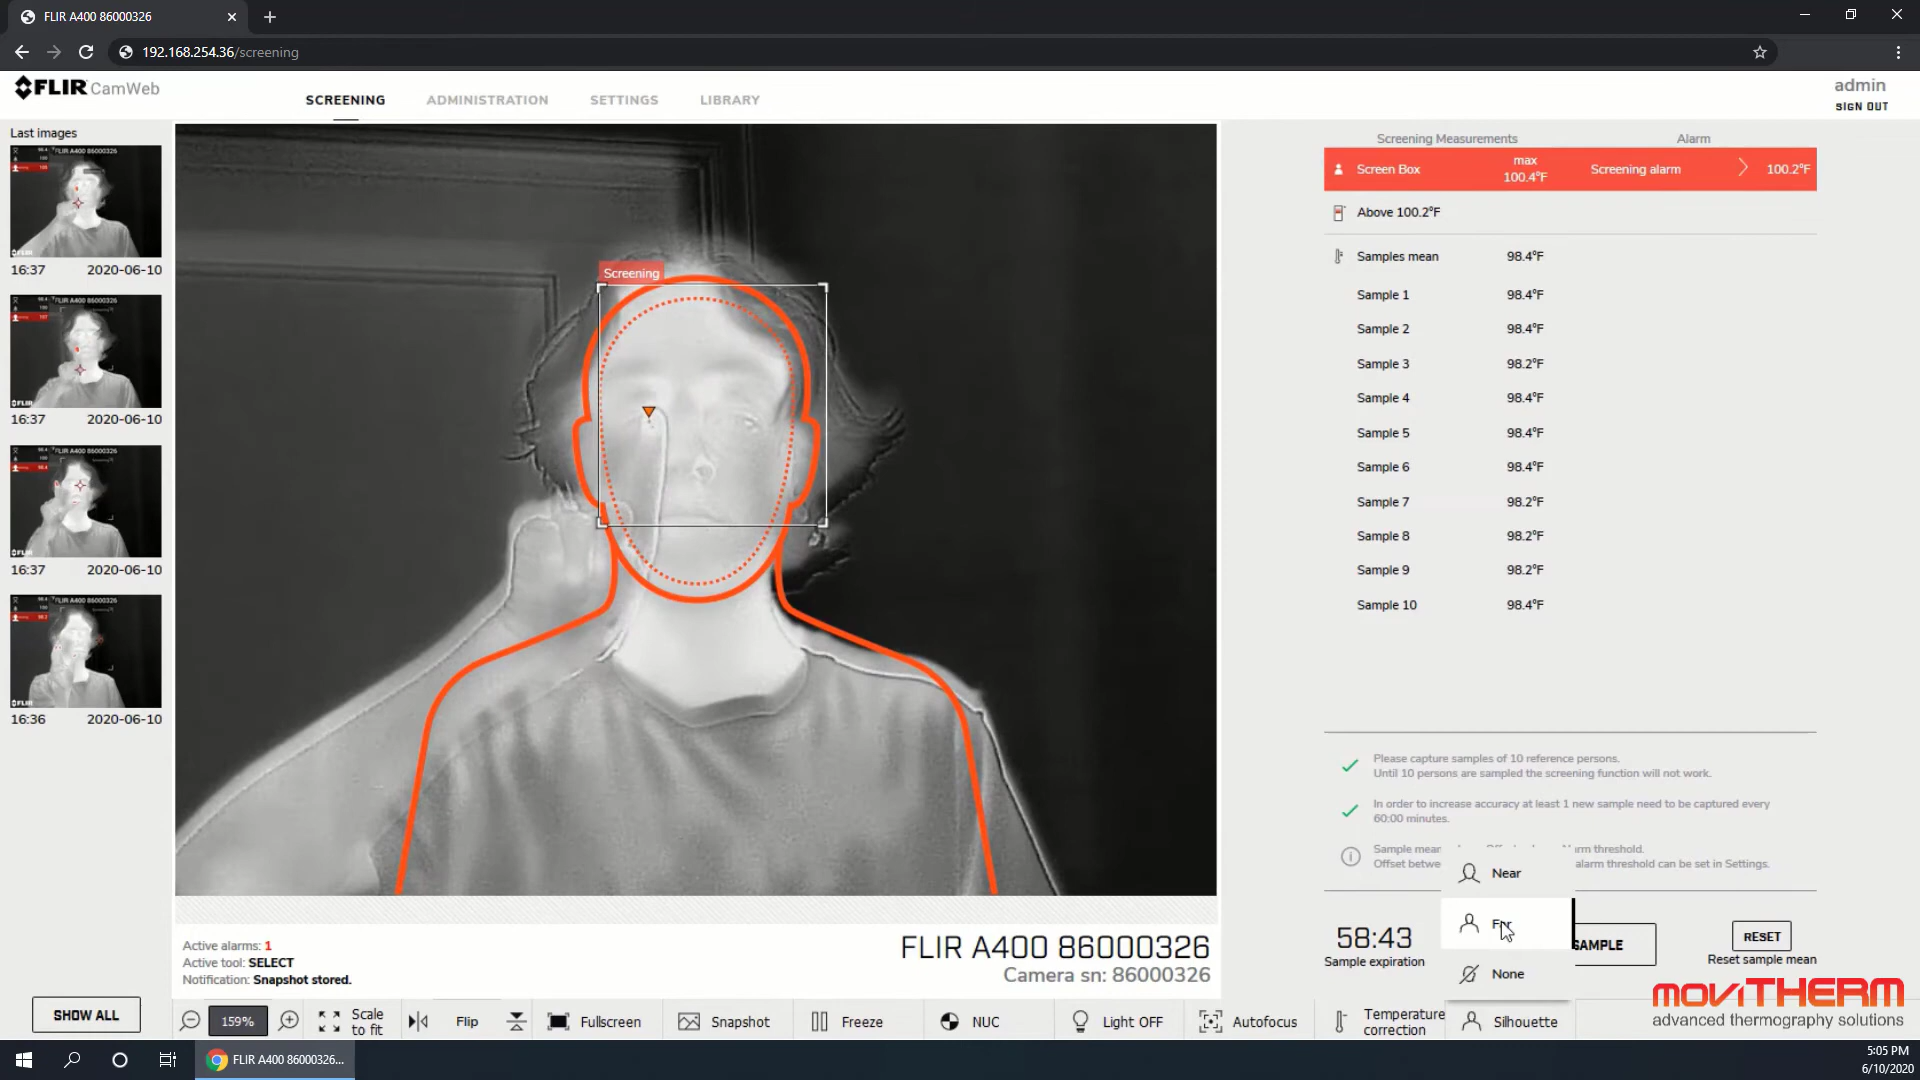 FLIR A400 86000326
192.168.254.36/screening
FLIR CamWeb
SCREENING
ADMINISTRATION
SETTINGS
LIBRARY
admin
SIGN OUT
Last images
16:37 2020-06-10
16:37 2020-06-10
16:37 2020-06-10
16:36 2020-06-10
SHOW ALL
Screening
Screening Measurements Alarm
Screen Box max 100.4°F Screening alarm 100.2°F
Above 100.2°F
Samples mean 98.4°F
Sample 1 98.4°F
Sample 2 98.4°F
Sample 3 98.2°F
Sample 4 98.4°F
Sample 5 98.4°F
Sample 6 98.4°F
Sample 7 98.2°F
Sample 8 98.2°F
Sample 9 98.2°F
Sample 10 98.4°F
Please capture samples of 10 reference persons.
Until 10 persons are sampled the screening function will not work.
In order to increase accuracy at least 1 new sample need to be captured every
60:00 minutes.
Sample mean threshold.
Offset alarm threshold can be set in Settings.
Near
Far
None
58:43
Sample expiration
SAMPLE
RESET
Reset sample mean
Active alarms: 1
Active tool: SELECT
Notification: Snapshot stored.
FLIR A400 86000326
Camera sn: 86000326
159%
Scale
to fit
Flip
Fullscreen
Snapshot
Freeze
NUC
Light OFF
Autofocus
Temperature
correction
Silhouette
moviTHERM
advanced thermography solutions
FLIR A400 86000326...
5:05 PM
6/10/2020